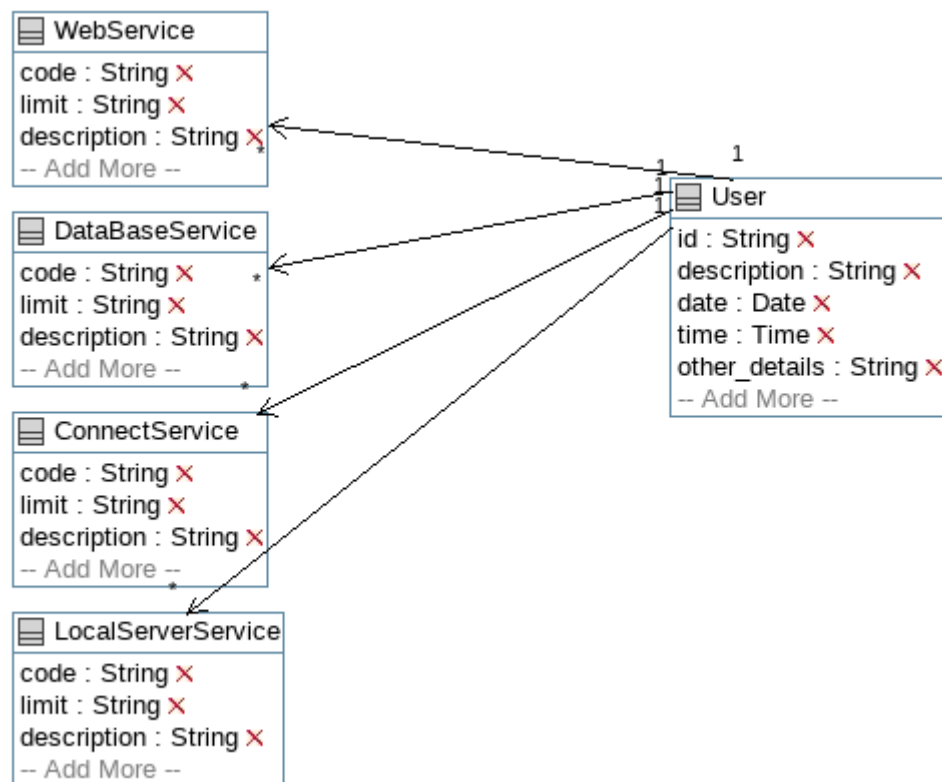 WebService
code : String
limit : String
description : String
-- Add More --
*
DataBaseService
code : String
limit : String
description : String
-- Add More --
*
ConnectService
code : String
limit : String
description : String
-- Add More --
*
LocalServerService
code : String
limit : String
description : String
-- Add More --
*
1
1
1
1
User
id : String
description : String
date : Date
time : Time
other_details : String
-- Add More --